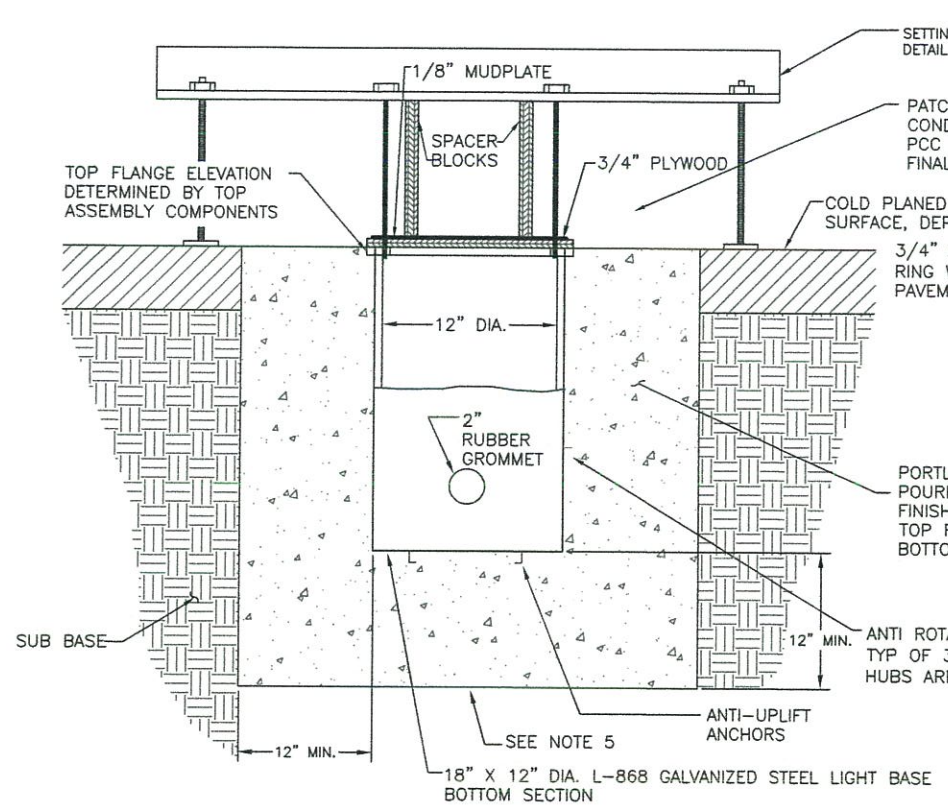 SETTIN
DETAIL
1/8" MUDPLATE
PATC
COND
PCC
FINAL
SPACER
BLOCKS
3/4" PLYWOOD
TOP FLANGE ELEVATION
DETERMINED BY TOP
ASSEMBLY COMPONENTS
COLD PLANED
SURFACE, DEP
3/4"
RING W
PAVEM
12" DIA.
2"
RUBBER
GROMMET
PORTL
POURE
FINISH
TOP F
BOTTO
SUB BASE
12" MIN.
ANTI ROTA
TYP OF 3
HUBS ARE
ANTI-UPLIFT
ANCHORS
SEE NOTE 5
12" MIN.
18" X 12" DIA. L-868 GALVANIZED STEEL LIGHT BASE
BOTTOM SECTION